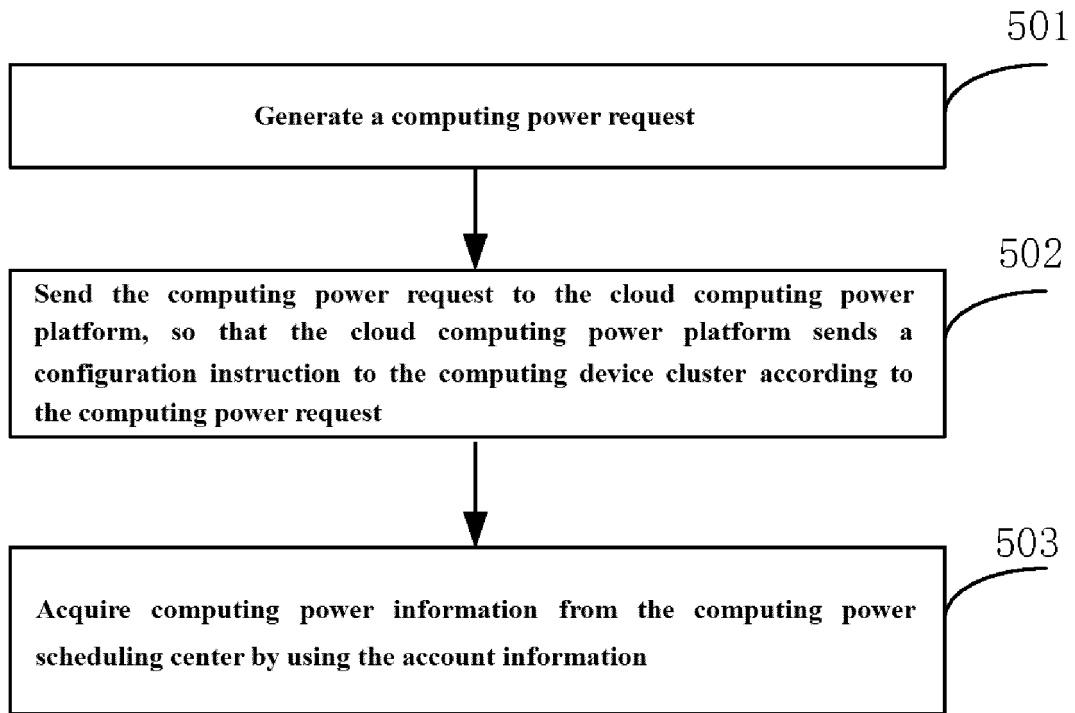 501
Generate a computing power request
502
Send the computing power request to the cloud computing power
platform, so that the cloud computing power platform sends a
configuration instruction to the computing device cluster according to
the computing power request
503
Acquire computing power information from the computing power
scheduling center by using the account information